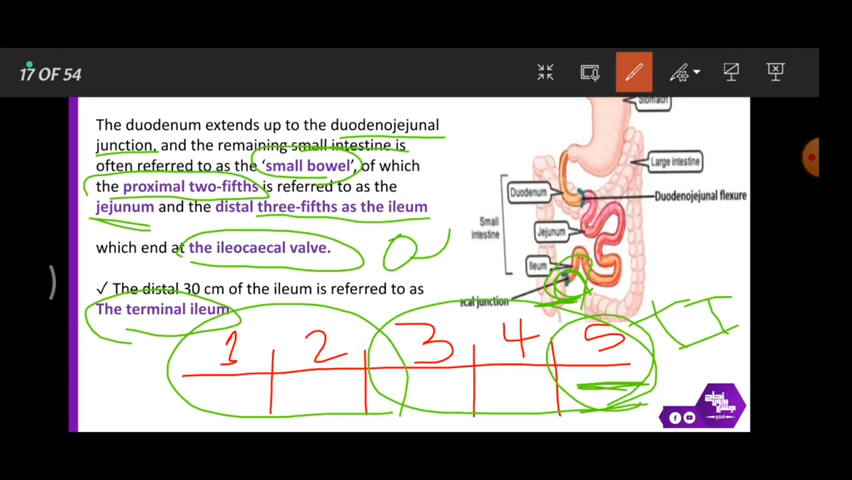 17 OF 54
The duodenum extends up to the duodenojejunal
junction, and the remaining small intestine is
often referred to as the 'small bowel', of which
the proximal two-fifths is referred to as the
jejunum and the distal three-fifths as the ileum
which end at the ileocaecal valve.
✓ The distal 30 cm of the ileum is referred to as
The terminal ileum
Stomach
Large intestine
Duodenum
Duodenojejunal flexure
Small
intestine
Jejunum
Ileum
ecal junction
1 2 3 4 5
TI